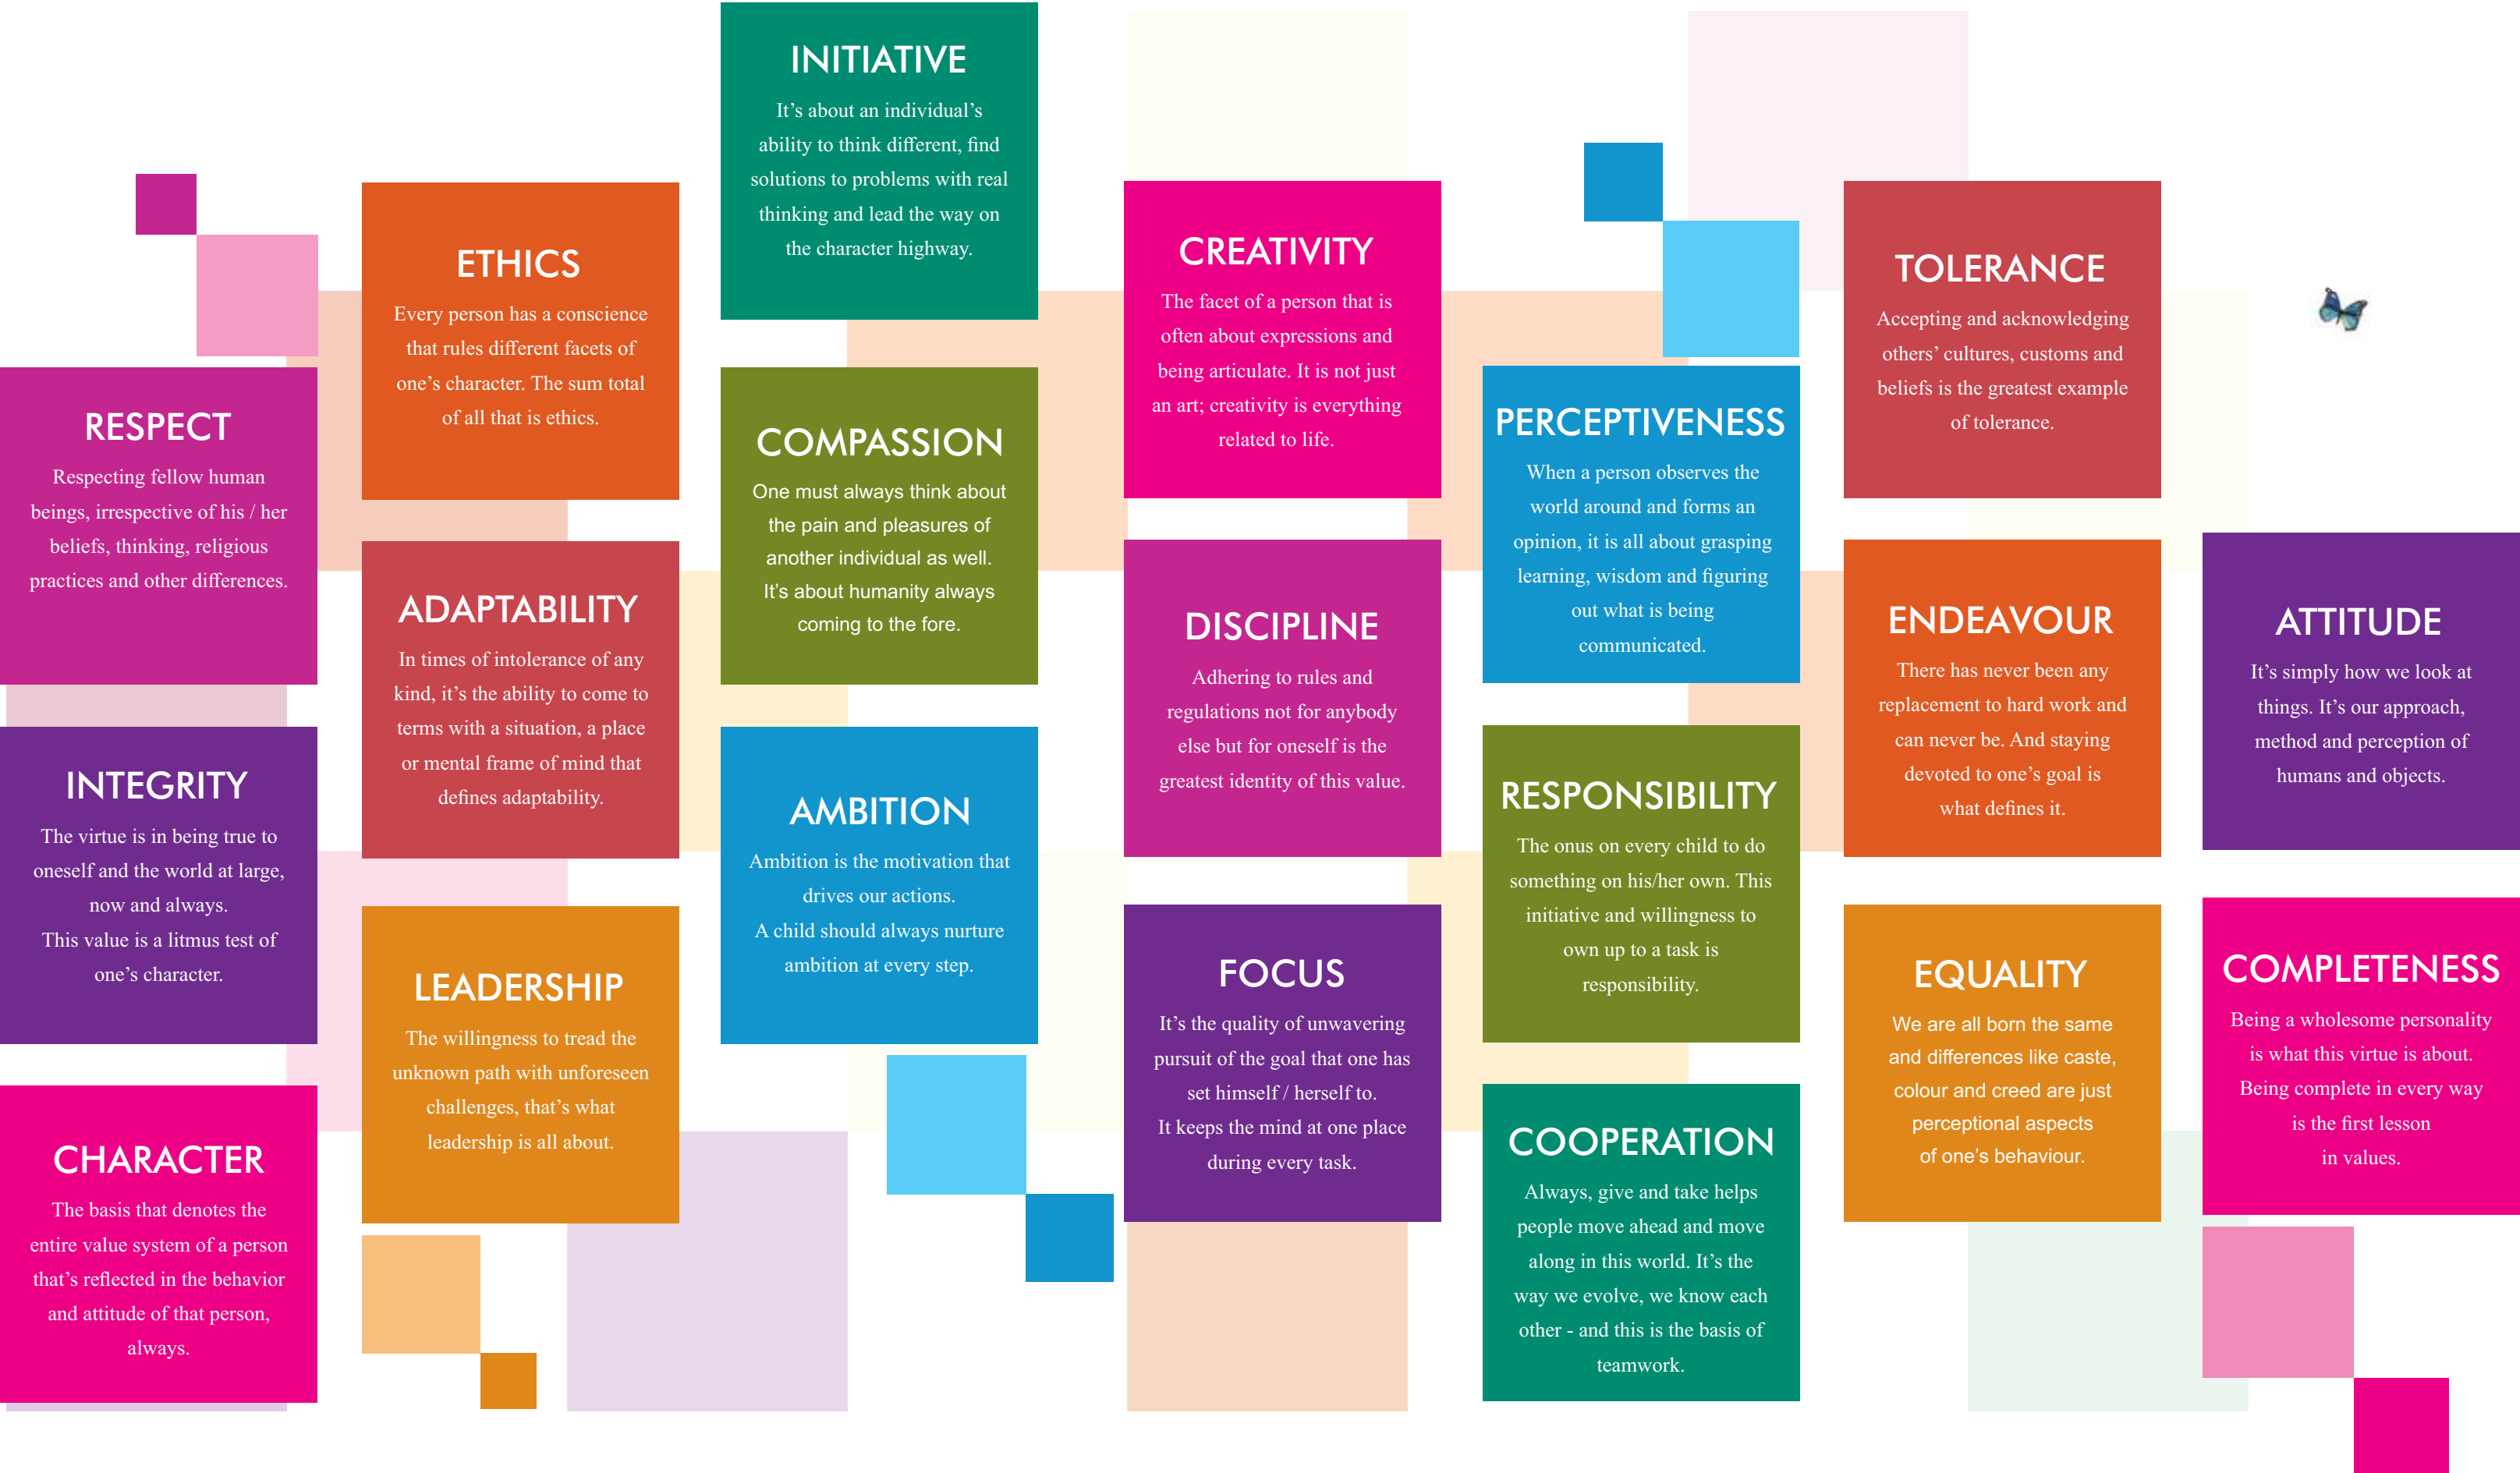 RESPECT
Respecting fellow human
beings, irrespective of his / her
beliefs, thinking, religious
practices and other differences.
INTEGRITY
The virtue is in being true to
oneself and the world at large,
now and always.
This value is a litmus test of
one’s character.
CHARACTER
The basis that denotes the
entire value system of a person
that’s reflected in the behavior
and attitude of that person,
always.
ETHICS
Every person has a conscience
that rules different facets of
one’s character. The sum total
of all that is ethics.
ADAPTABILITY
In times of intolerance of any
kind, it’s the ability to come to
terms with a situation, a place
or mental frame of mind that
defines adaptability.
LEADERSHIP
The willingness to tread the
unknown path with unforeseen
challenges, that’s what
leadership is all about.
INITIATIVE
It’s about an individual’s
ability to think different, find
solutions to problems with real
thinking and lead the way on
the character highway.
COMPASSION
One must always think about
the pain and pleasures of
another individual as well.
It’s about humanity always
coming to the fore.
AMBITION
Ambition is the motivation that
drives our actions.
A child should always nurture
ambition at every step.
CREATIVITY
The facet of a person that is
often about expressions and
being articulate. It is not just
an art; creativity is everything
related to life.
DISCIPLINE
Adhering to rules and
regulations not for anybody
else but for oneself is the
greatest identity of this value.
FOCUS
It’s the quality of unwavering
pursuit of the goal that one has
set himself / herself to.
It keeps the mind at one place
during every task.
PERCEPTIVENESS
When a person observes the
world around and forms an
opinion, it is all about grasping
learning, wisdom and figuring
out what is being
communicated.
RESPONSIBILITY
The onus on every child to do
something on his/her own. This
initiative and willingness to
own up to a task is
responsibility.
COOPERATION
Always, give and take helps
people move ahead and move
along in this world. It’s the
way we evolve, we know each
other - and this is the basis of
teamwork.
TOLERANCE
Accepting and acknowledging
others’ cultures, customs and
beliefs is the greatest example
of tolerance.
ENDEAVOUR
There has never been any
replacement to hard work and
can never be. And staying
devoted to one’s goal is
what defines it.
EQUALITY
We are all born the same
and differences like caste,
colour and creed are just
perceptional aspects
of one’s behaviour.
ATTITUDE
It’s simply how we look at
things. It’s our approach,
method and perception of
humans and objects.
COMPLETENESS
Being a wholesome personality
is what this virtue is about.
Being complete in every way
is the first lesson
in values.